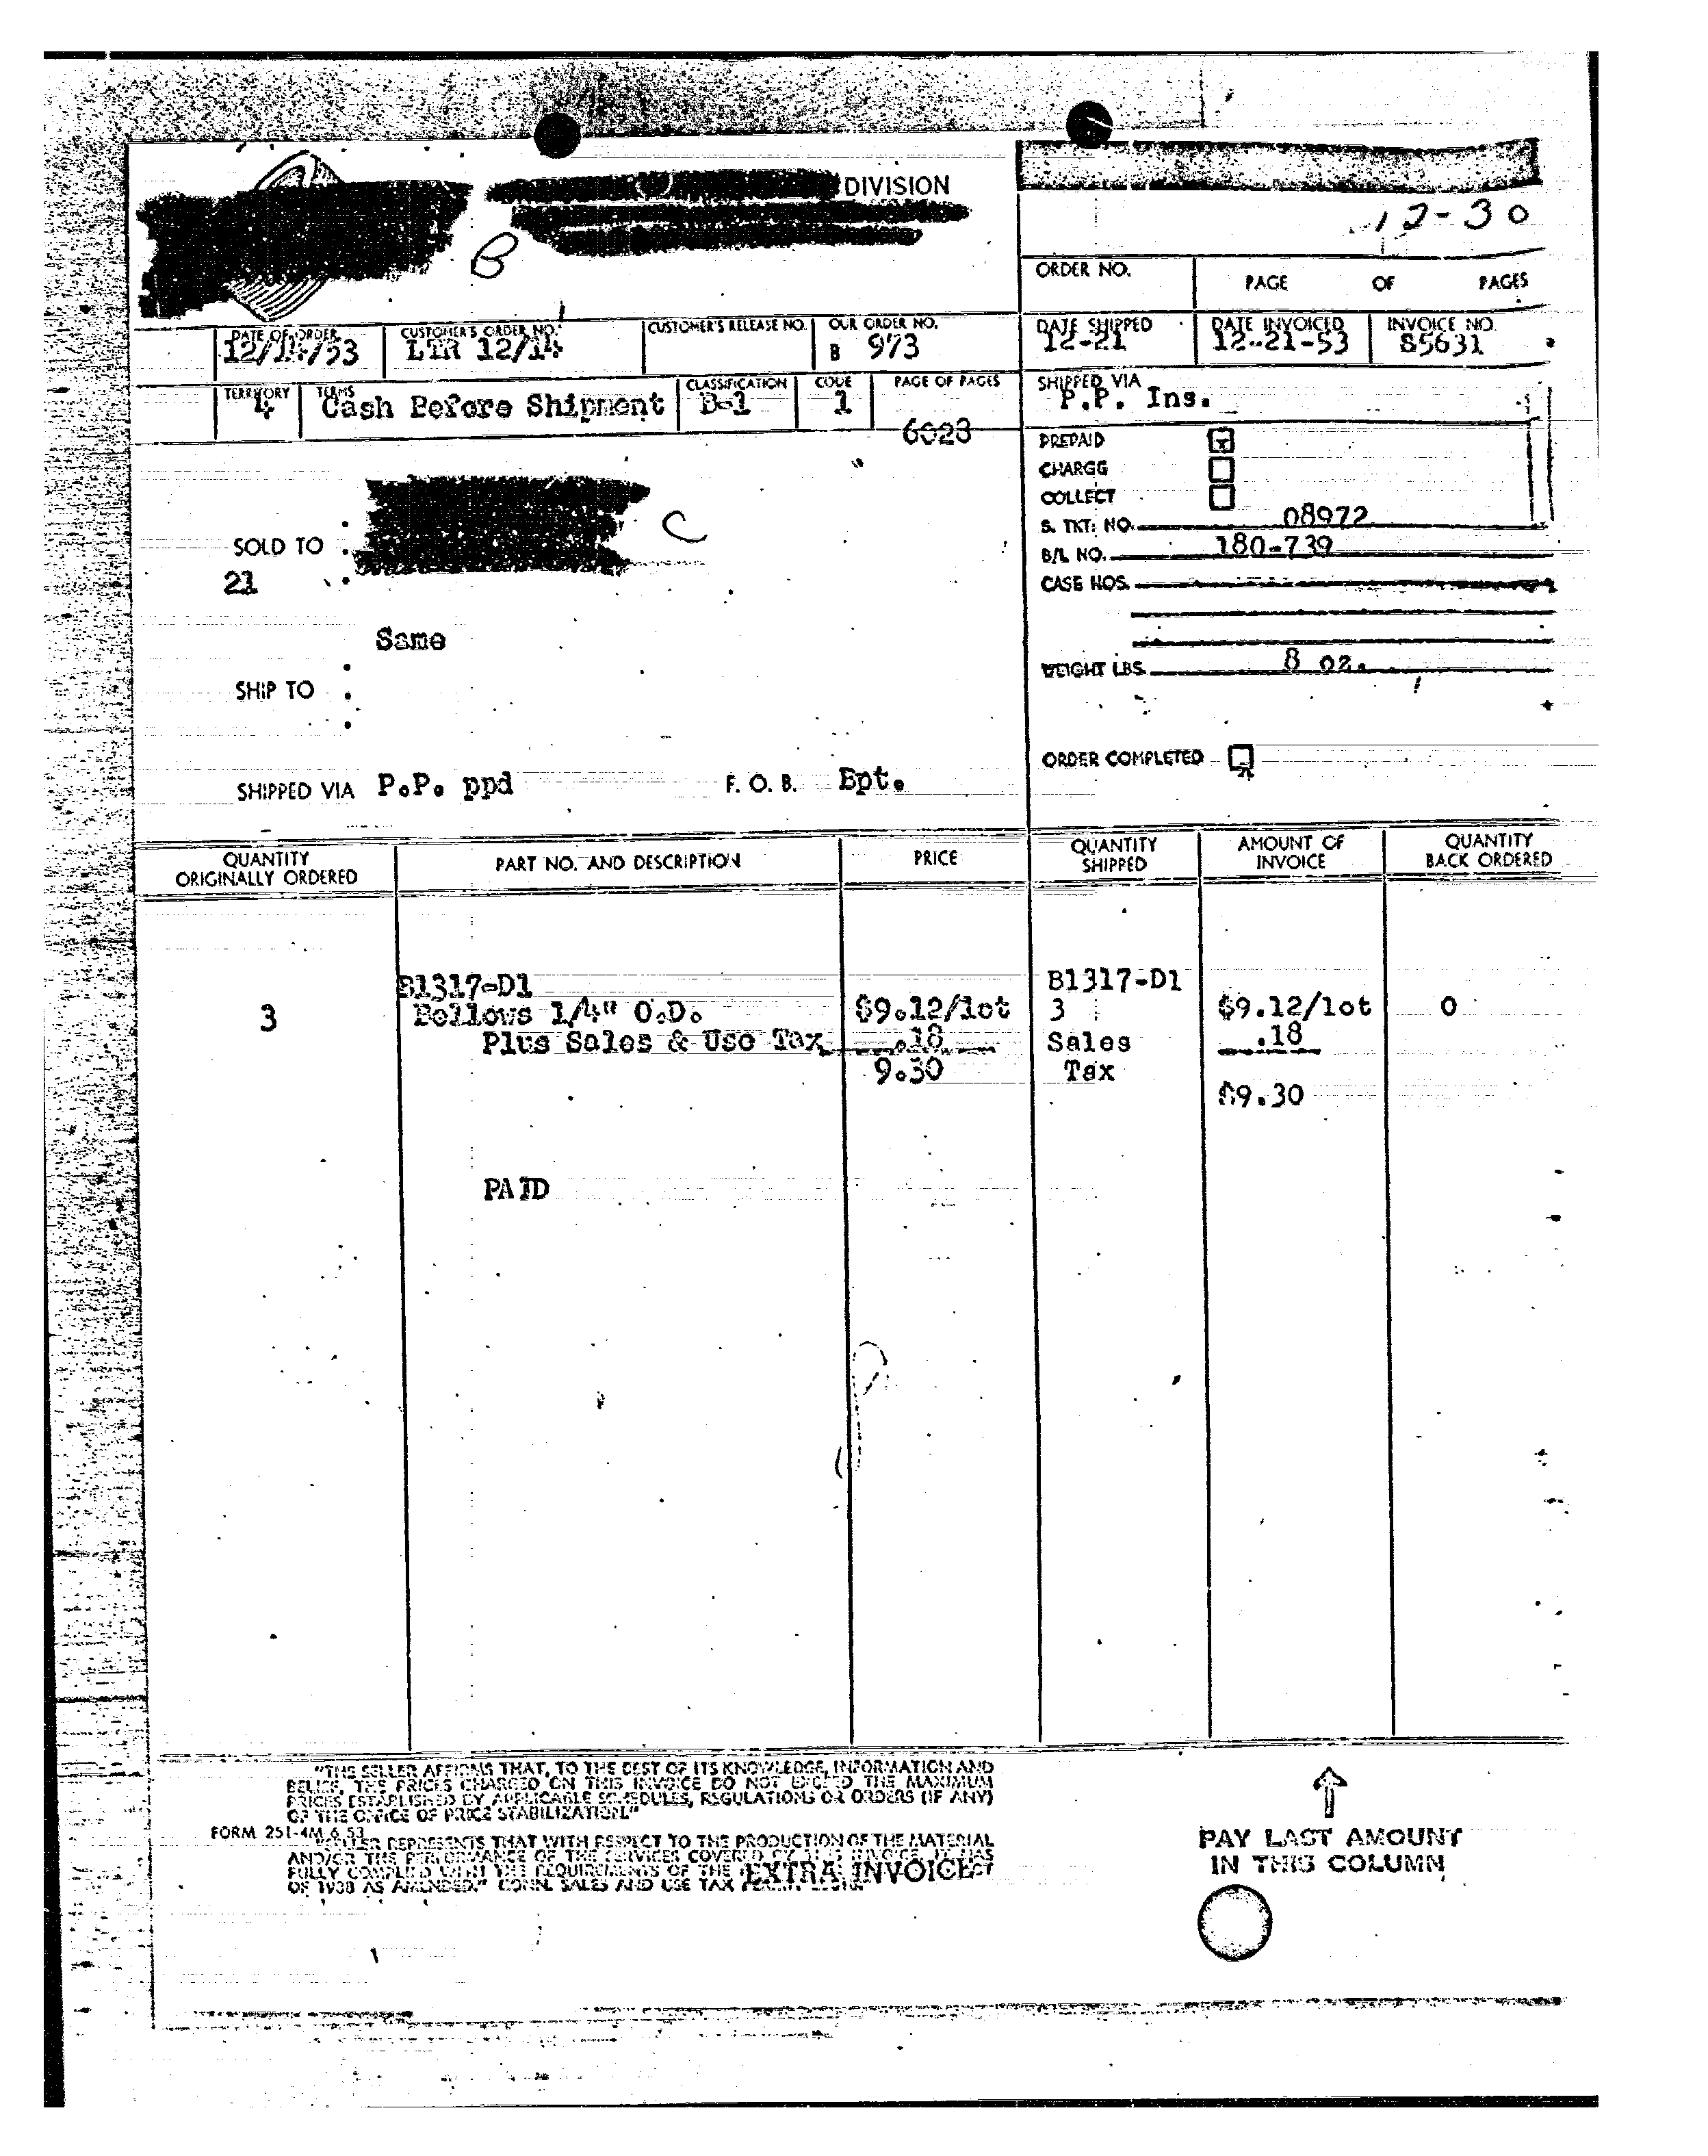 DIVISION
12-30
B
ORDER NO. PAGE OF PAGES
DATE OF ORDER CUSTOMER'S ORDER NO. CUSTOMER'S RELEASE NO. OUR ORDER NO. DATE SHIPPED DATE INVOICED INVOICE NO.
12/14/53 LTR 12/14 B 973 12-21 12-21-53 85631
TERRITORY TERMS CLASSIFICATION CODE PAGE OF PAGES SHIPPED VIA
4 Cash Before Shipment B-1 1 P.P. Ins.
6023
PREPAID x
CHARGG
COLLECT
S. TKT. NO. 08972
B/L NO. 180-739
CASE NOS.
C
SOLD TO
21
Same
WEIGHT LBS. 8 oz.
SHIP TO
ORDER COMPLETED
SHIPPED VIA P.P. ppd F. O. B. Bpt.
QUANTITY ORIGINALLY ORDERED PART NO. AND DESCRIPTION PRICE QUANTITY SHIPPED AMOUNT OF INVOICE QUANTITY BACK ORDERED
B1317-D1 B1317-D1
3 Bellows 1/4" O.D. $9.12/lot 3 $9.12/lot 0
Plus Sales & Use Tax .18 Sales .18
9.30 Tax
$9.30
PAID
"THE SELLER AFFIRMS THAT, TO THE BEST OF ITS KNOWLEDGE, INFORMATION AND
BELIEF, THE PRICES CHARGED ON THIS INVOICE DO NOT EXCEED THE MAXIMUM
PRICES ESTABLISHED BY APPLICABLE SCHEDULES, REGULATIONS OR ORDERS (IF ANY)
OF THE OFFICE OF PRICE STABILIZATION."
FORM 251-4M 6 53
"SELLER REPRESENTS THAT WITH RESPECT TO THE PRODUCTION OF THE MATERIAL
AND/OR THE PERFORMANCE OF THE SERVICES COVERED BY THIS INVOICE, IT HAS
FULLY COMPLIED WITH THE REQUIREMENTS OF THE
OF 1938 AS AMENDED." CONN. SALES AND USE TAX
EXTRA INVOICE
PAY LAST AMOUNT
IN THIS COLUMN